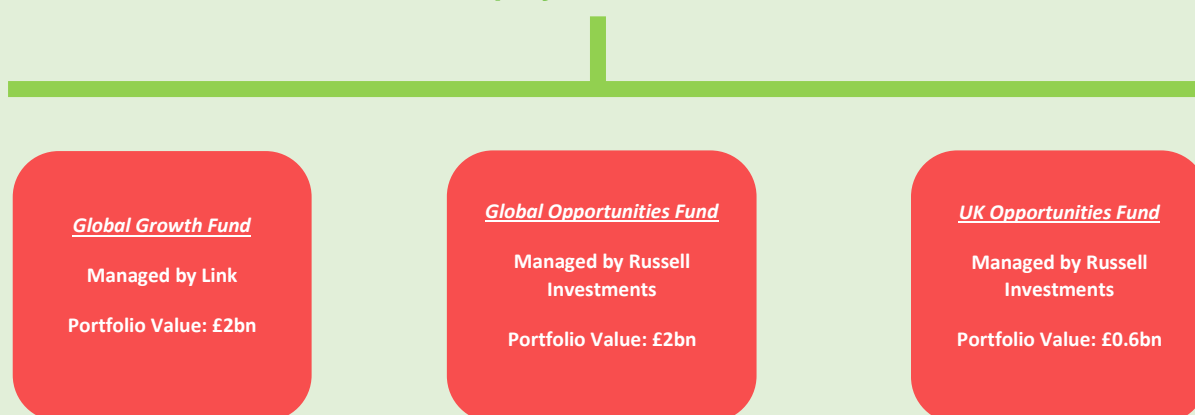 Global Growth Fund
Managed by Link
Portfolio Value: £2bn
Global Opportunities Fund
Managed by Russell
Investments
Portfolio Value: £2bn
UK Opportunities Fund
Managed by Russell
Investments
Portfolio Value: £0.6bn